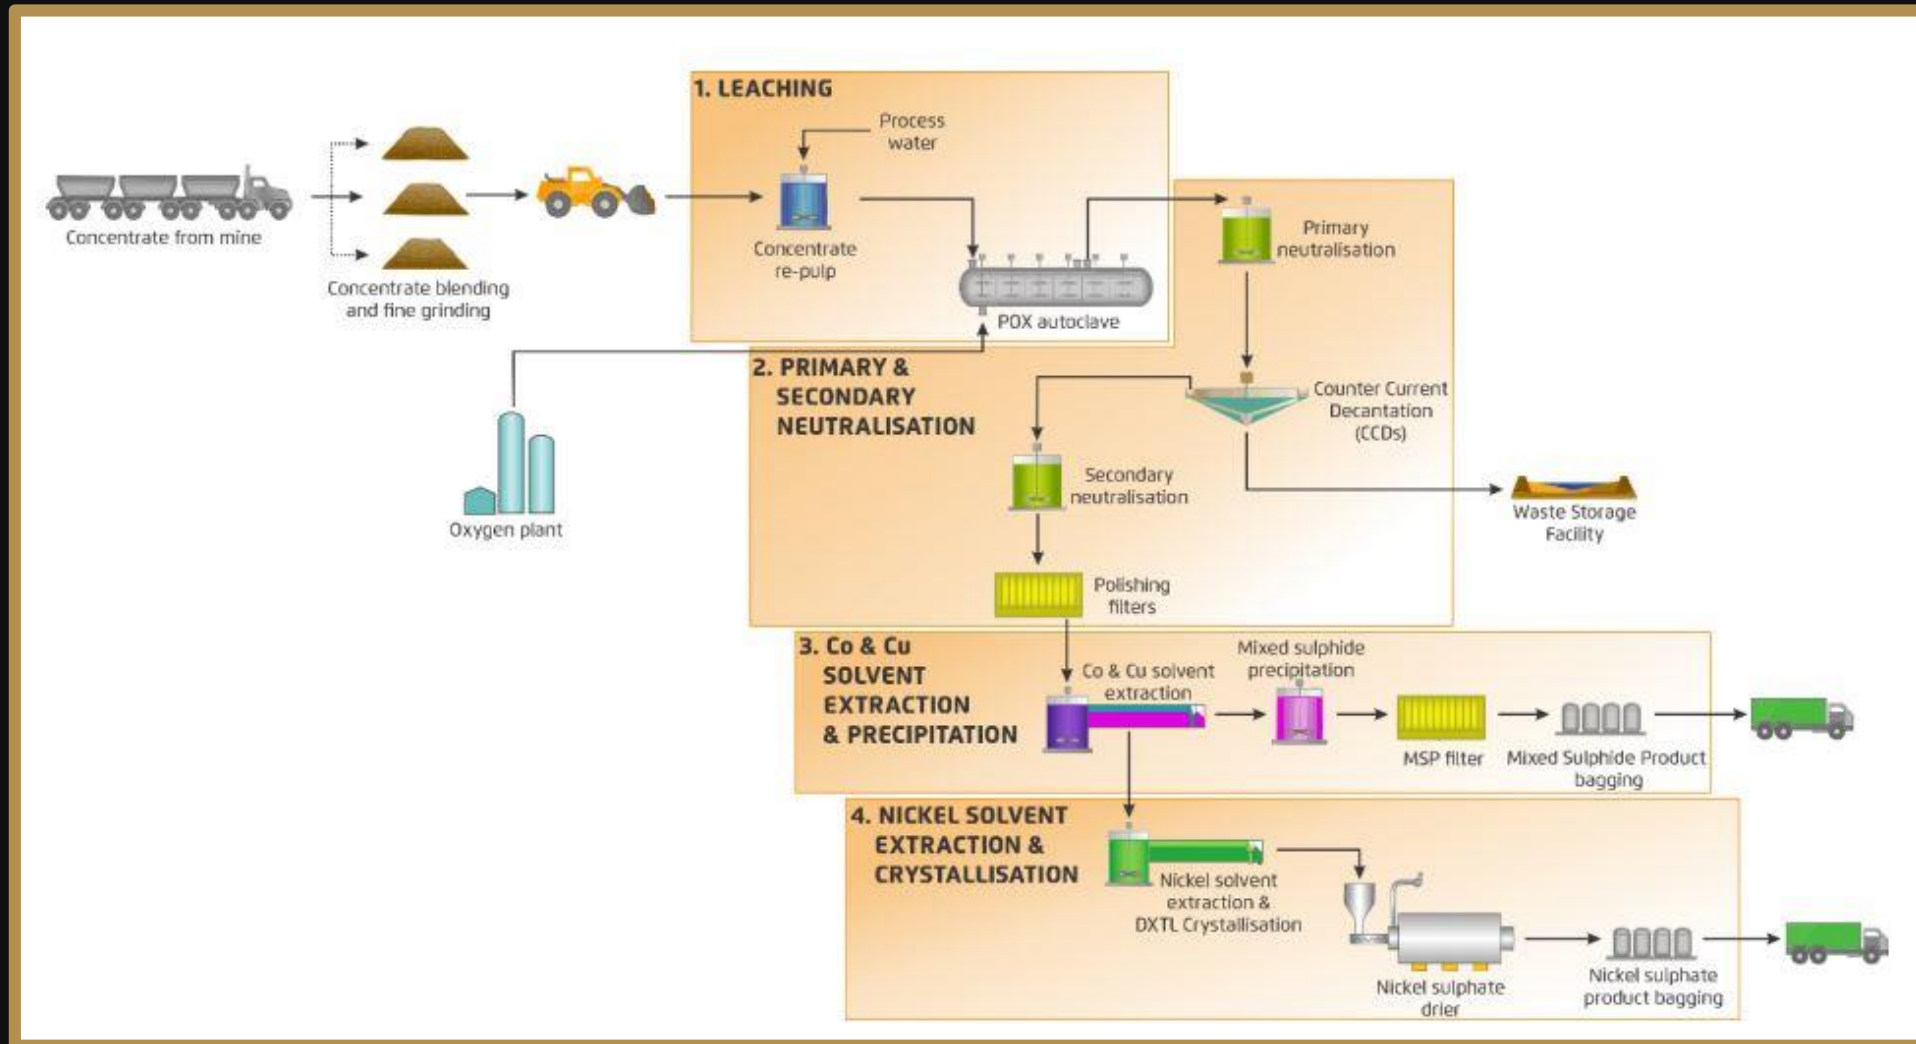 1. LEACHING
Process
water
Concentrate from mine
Concentrate blending
and fine grinding
Concentrate
re-pulp
POX autoclave
Primary
neutralisation
2. PRIMARY &
SECONDARY
NEUTRALISATION
Counter Current
Decantation
(CCDs)
Secondary
neutralisation
Oxygen plant
Waste Storage
Facility
Polishing
filters
3. Co & Cu
SOLVENT
EXTRACTION
& PRECIPITATION
Co & Cu solvent
extraction
Mixed sulphide
precipitation
MSP filter
Mixed Sulphide Product
bagging
4. NICKEL SOLVENT
EXTRACTION &
CRYSTALLISATION
Nickel solvent
extraction &
DXTL Crystallisation
Nickel sulphate
drier
Nickel sulphate
product bagging